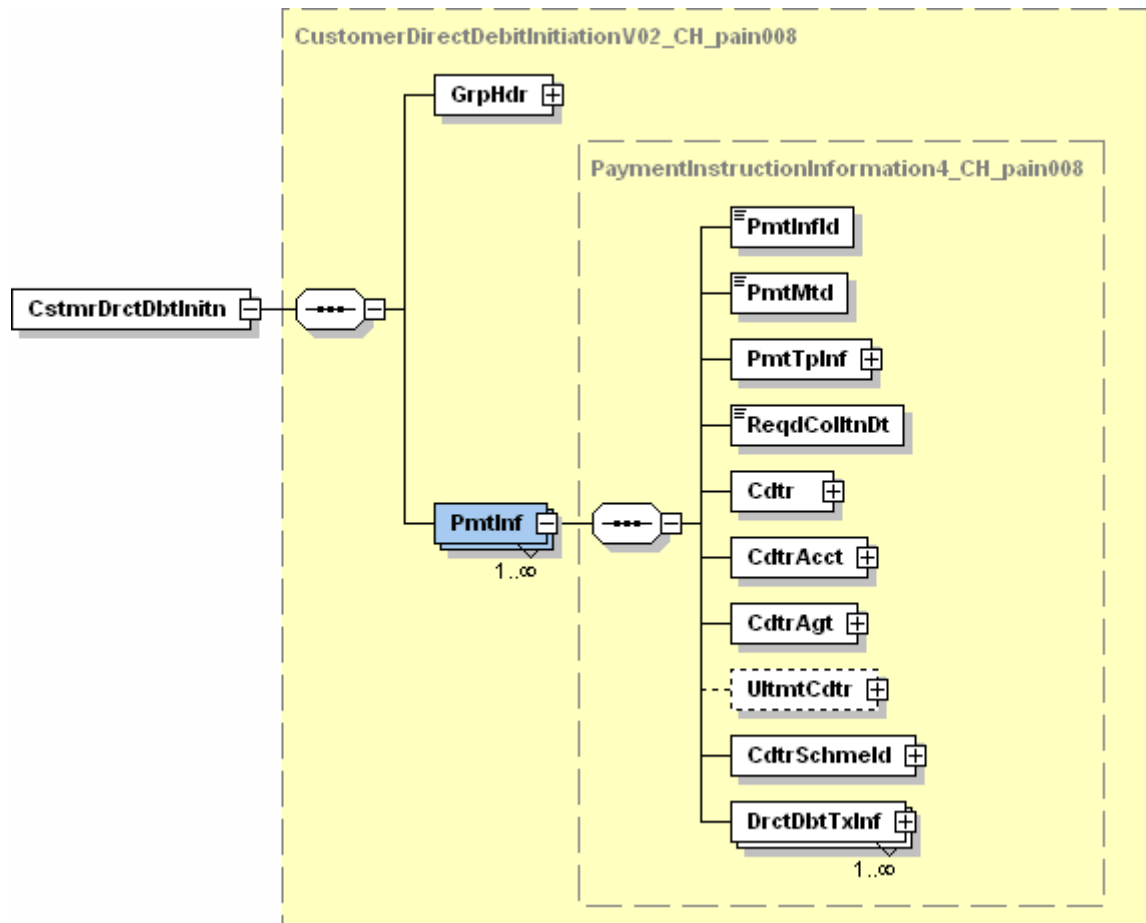 CustomerDirectDebitInitiationV02_CH_pain008
GrpHdr
PaymentInstructionInformation4_CH_pain008
PmtInfId
PmtMtd
CstmrDrctDbtInitn
PmtTpInf
ReqdColltnDt
Cdtr
PmtInf
1..∞
CdtrAcct
CdtrAgt
UltmtCdtr
CdtrSchmeId
DrctDbtTxInf
1..∞